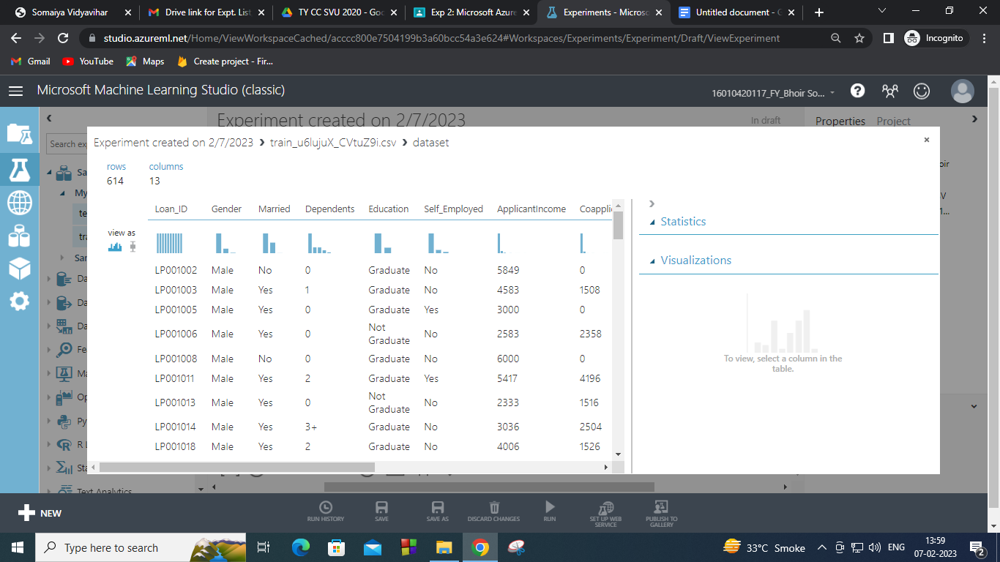 Somaiya Vidyavihar
Drive link for Expt. List
TY CC SVU 2020 - Goo
Exp 2: Microsoft Azure
Experiments - Microso
Untitled document - G
studio.azureml.net/Home/ViewWorkspaceCached/acccc800e7504199b3a60bcc54a3e624#Workspaces/Experiments/Experiment/Draft/ViewExperiment
Incognito
Gmail
YouTube
Maps
Create project - Fir...
Microsoft Machine Learning Studio (classic)
16010420117_FY_Bhoir So...
Experiment created on 2/7/2023
In draft
Properties Project
Search exp
Experiment created on 2/7/2023 › train_u6lujuX_CVtuZ9i.csv › dataset
rows columns
614 13
Loan_ID Gender Married Dependents Education Self_Employed ApplicantIncome Coapplic
view as
LP001002 Male No 0 Graduate No 5849 0
LP001003 Male Yes 1 Graduate No 4583 1508
LP001005 Male Yes 0 Graduate Yes 3000 0
LP001006 Male Yes 0 Not Graduate No 2583 2358
LP001008 Male No 0 Graduate No 6000 0
LP001011 Male Yes 2 Graduate Yes 5417 4196
LP001013 Male Yes 0 Not Graduate No 2333 1516
LP001014 Male Yes 3+ Graduate No 3036 2504
LP001018 Male Yes 2 Graduate No 4006 1526
Statistics
Visualizations
To view, select a column in the
table.
Sa
My
te
tra
Sar
Da
Da
Da
Fea
Ma
Op
Py
R L
Sta
Text Analytics
oir
V
1...
NEW
RUN HISTORY
SAVE
SAVE AS
DISCARD CHANGES
RUN
SET UP WEB
SERVICE
PUBLISH TO
GALLERY
Type here to search
33°C Smoke
ENG
13:59
07-02-2023
2